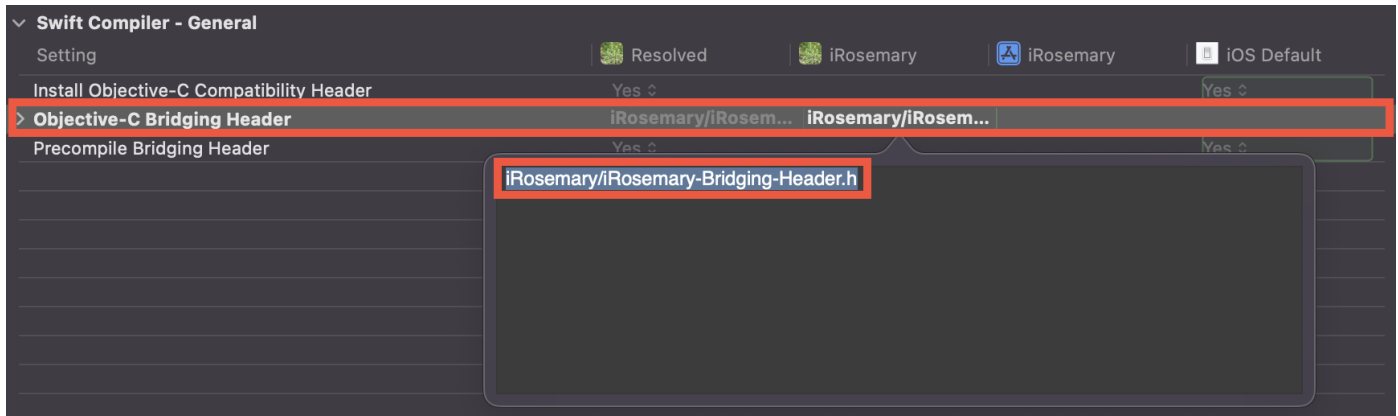 Swift Compiler - General
Setting Resolved iRosemary iRosemary iOS Default
Install Objective-C Compatibility Header Yes Yes
Objective-C Bridging Header iRosemary/iRosem... iRosemary/iRosem...
Precompile Bridging Header Yes Yes
iRosemary/iRosemary-Bridging-Header.h